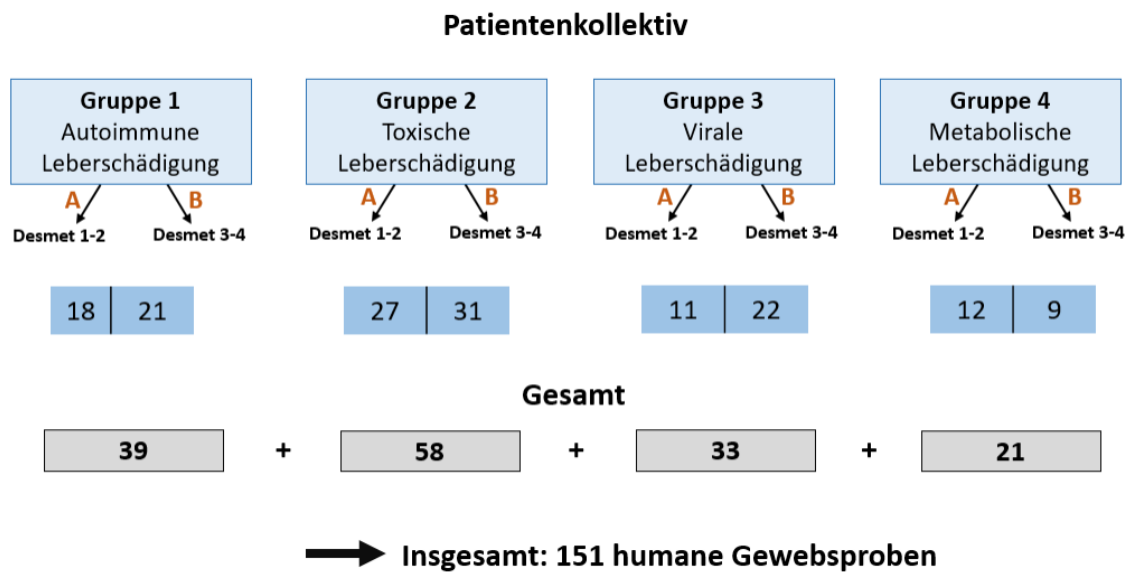 Patientenkollektiv
Gruppe 1
Autoimmune
Leberschädigung
A
B
Desmet 1-2
Desmet 3-4
18
21
Gruppe 2
Toxische
Leberschädigung
A
B
Desmet 1-2
Desmet 3-4
27
31
Gruppe 3
Virale
Leberschädigung
A
B
Desmet 1-2
Desmet 3-4
11
22
Gruppe 4
Metabolische
Leberschädigung
A
B
Desmet 1-2
Desmet 3-4
12
9
Gesamt
39 + 58 + 33 + 21
Insgesamt: 151 humane Gewebsproben